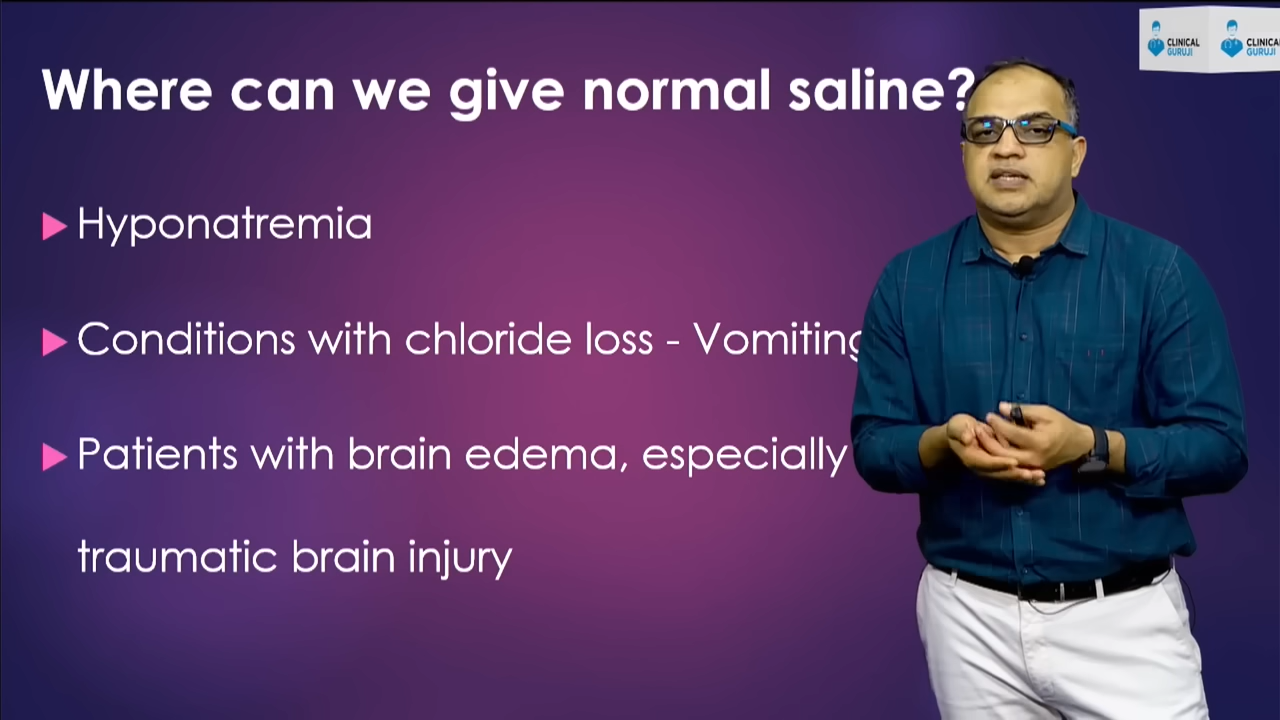 CLINICAL
GURUJI
CLINICAL
GURUJI
Where can we give normal saline?
Hyponatremia
Conditions with chloride loss - Vomiting
Patients with brain edema, especially
traumatic brain injury